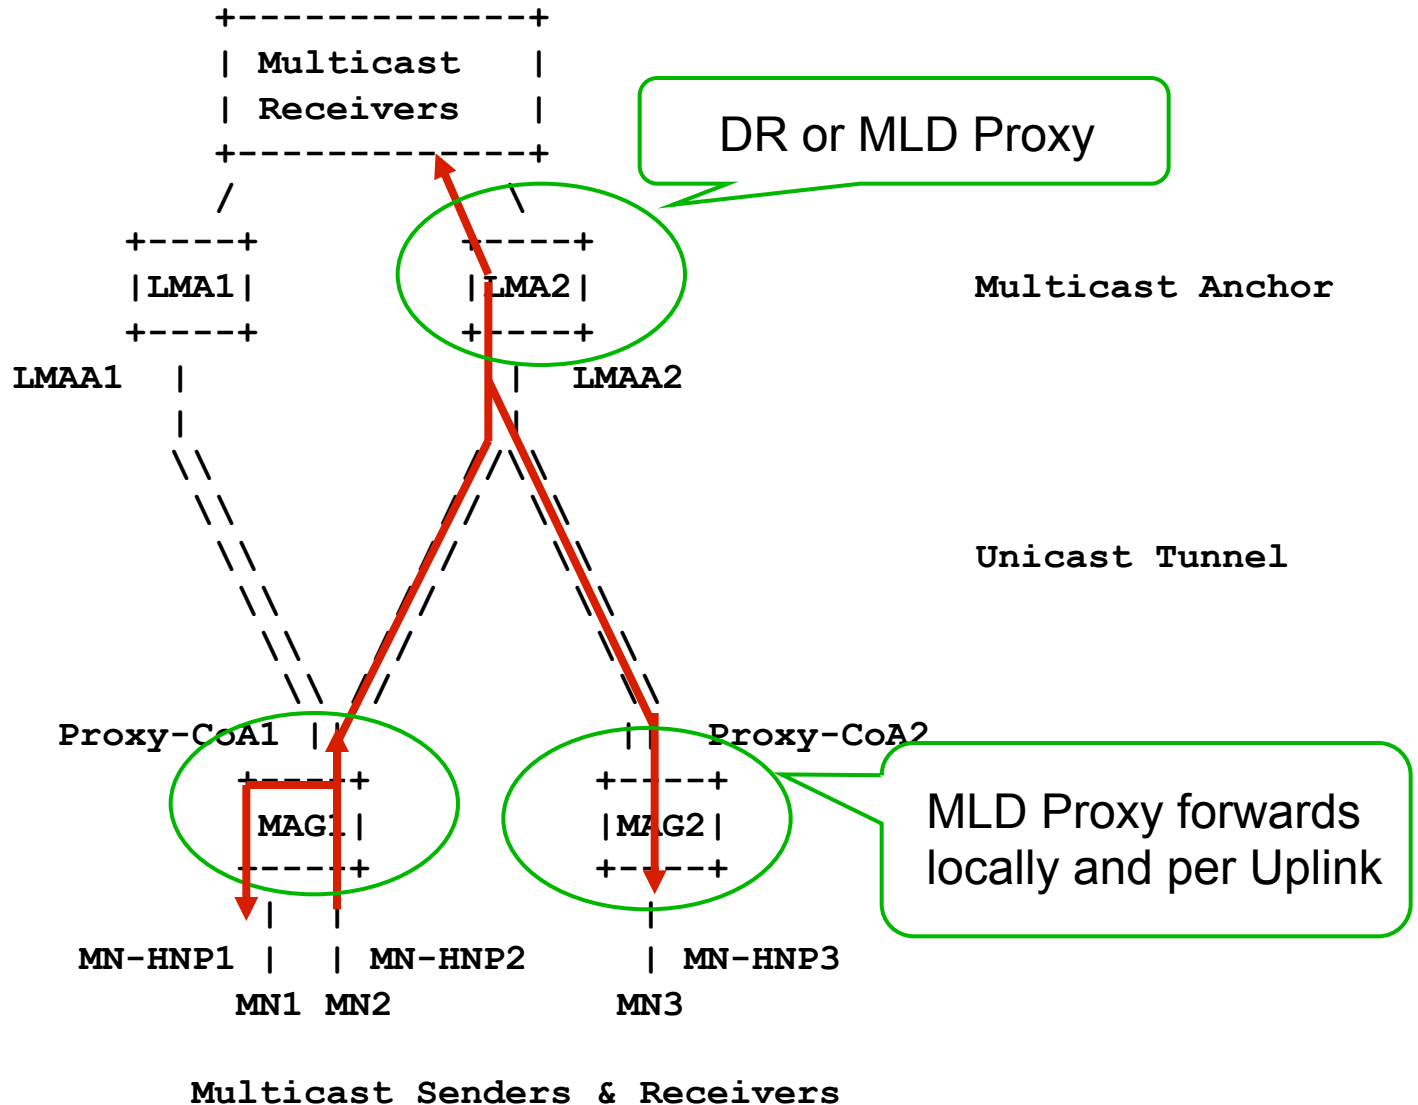 +-------------+
| Multicast   |
| Receivers   |
+-------------+
DR or MLD Proxy
/ \
+----+ +----+
|LMA1| |LMA2| Multicast Anchor
+----+ +----+
LMAA1 | | LMAA2
Unicast Tunnel
Proxy-CoA1 || || Proxy-CoA2
+----+ +----+
|MAG1| |MAG2|
+----+ +----+
MLD Proxy forwards
locally and per Uplink
MN-HNP1 | | MN-HNP2 | MN-HNP3
MN1 MN2 MN3
Multicast Senders & Receivers